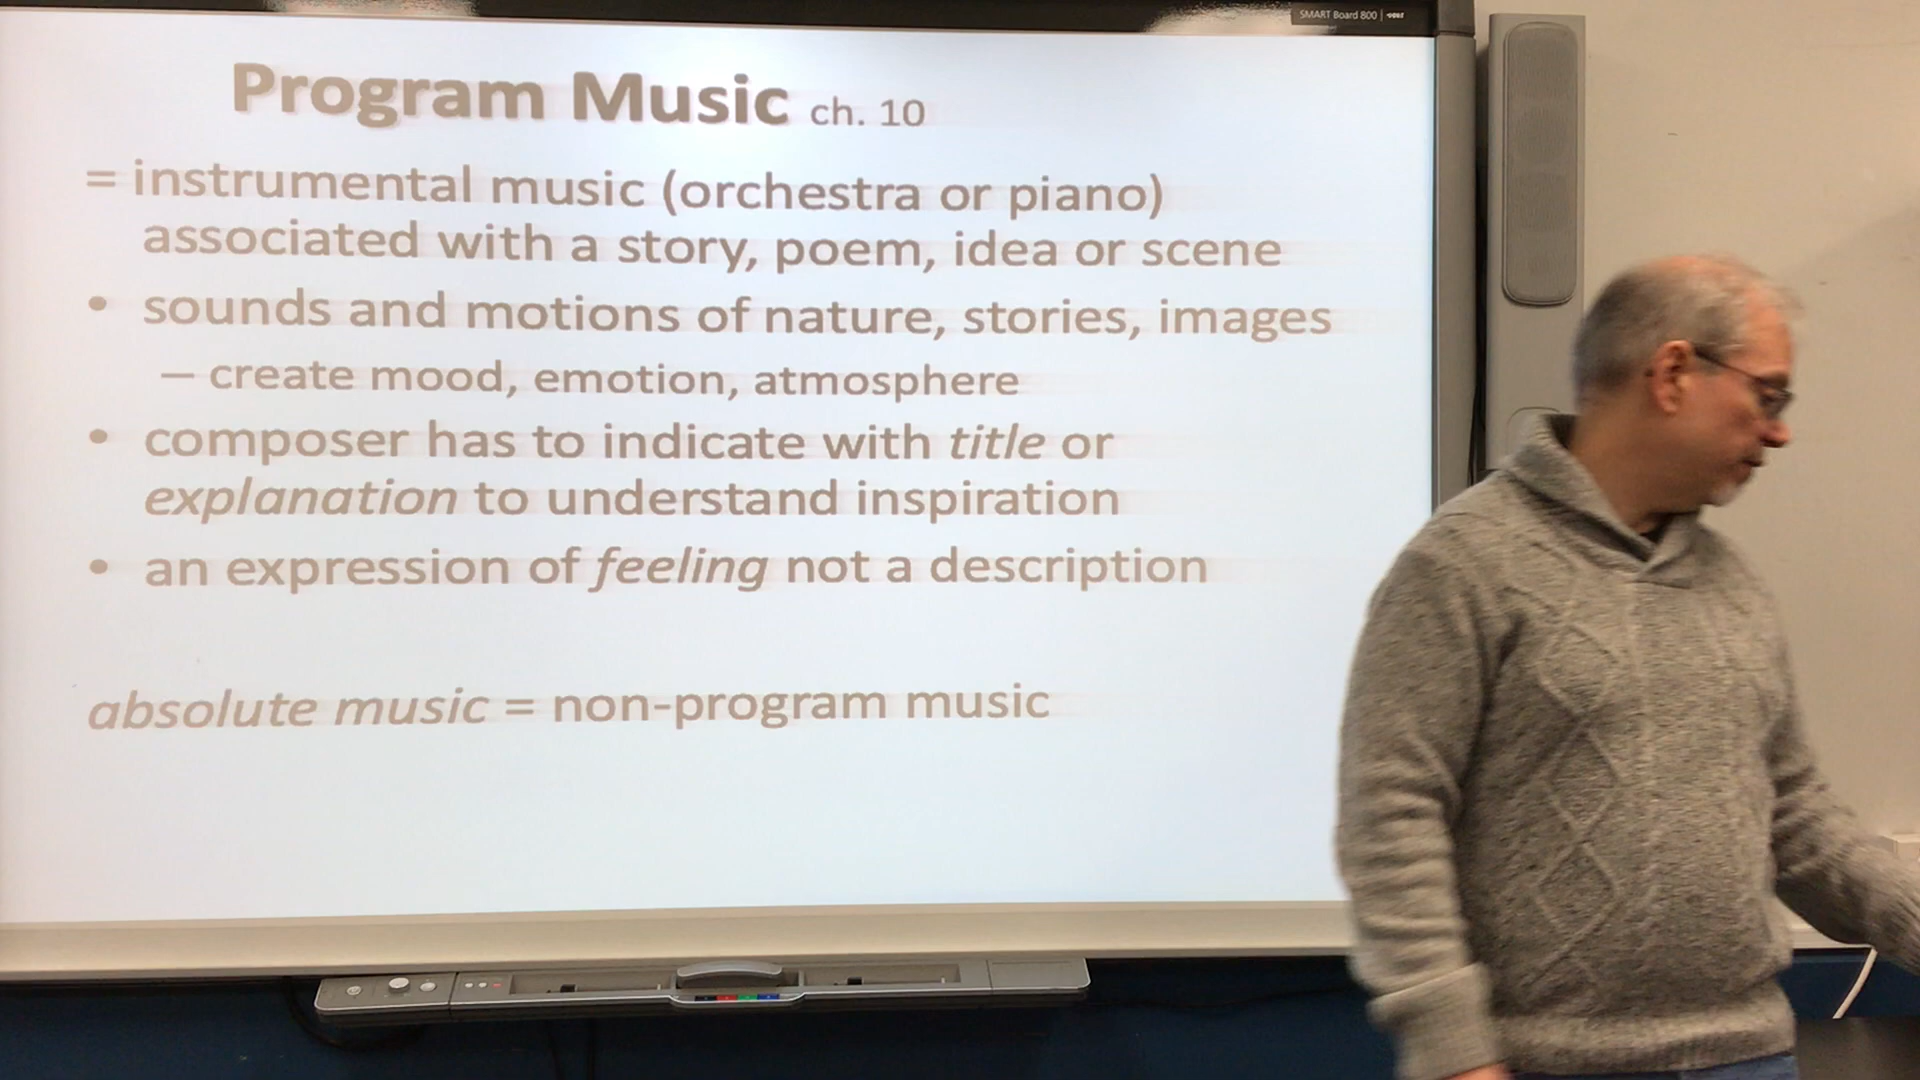 SMART Board 800
Program Music ch. 10
= instrumental music (orchestra or piano)
associated with a story, poem, idea or scene
• sounds and motions of nature, stories, images
– create mood, emotion, atmosphere
• composer has to indicate with title or
explanation to understand inspiration
• an expression of feeling not a description
absolute music = non-program music